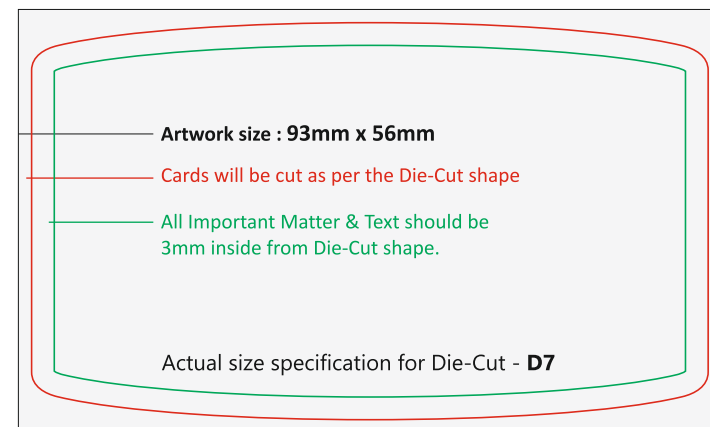 Artwork size : 93mm x 56mm
Cards will be cut as per the Die-Cut shape
All Important Matter & Text should be
3mm inside from Die-Cut shape.
Actual size specification for Die-Cut - D7